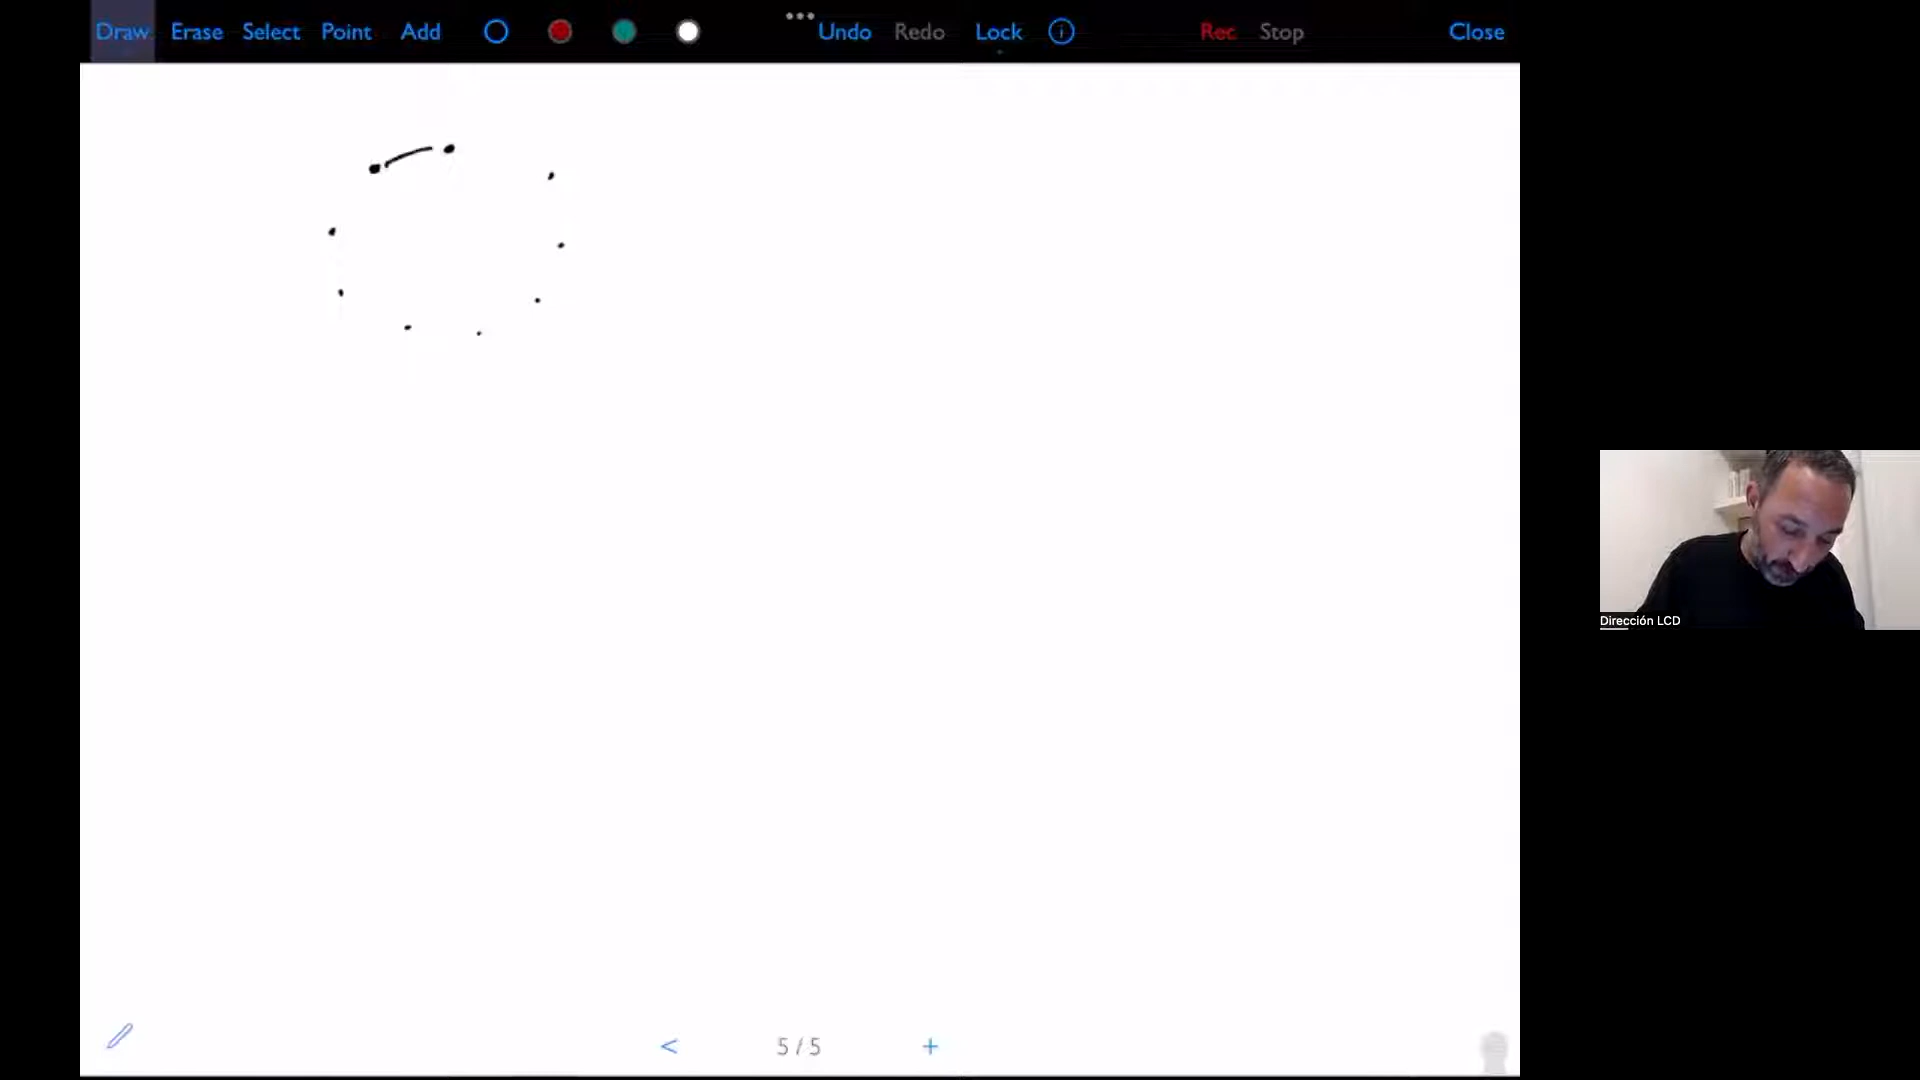 Draw Erase Select Point Add Undo Redo Lock Rec Stop Close
Dirección LCD
< 5 / 5 +